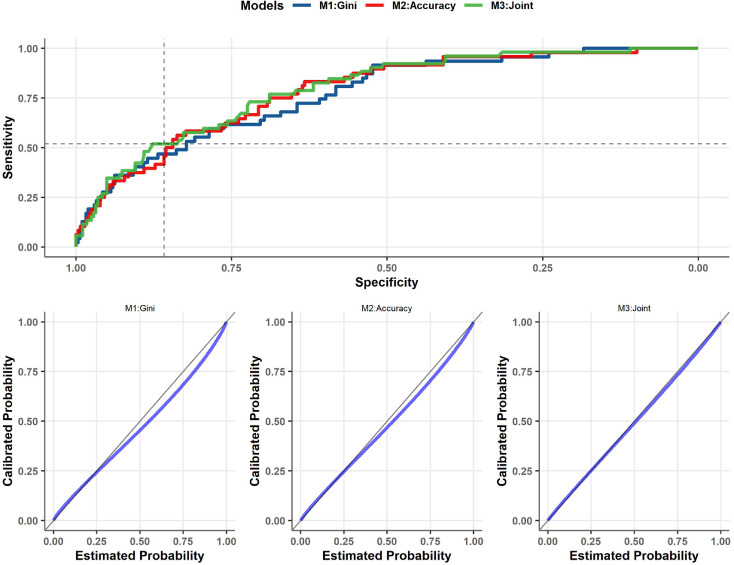 Models M1:Gini M2:Accuracy M3:Joint
1.00
0.75
0.50
0.25
0.00
Sensitivity
1.00 0.75 0.50 0.25 0.00
Specificity
M1:Gini M2:Accuracy M3:Joint
1.00 1.00 1.00
0.75 0.75 0.75
0.50 0.50 0.50
0.25 0.25 0.25
0.00 0.00 0.00
Calibrated Probability Calibrated Probability Calibrated Probability
0.00 0.25 0.50 0.75 1.00 0.00 0.25 0.50 0.75 1.00 0.00 0.25 0.50 0.75 1.00
Estimated Probability Estimated Probability Estimated Probability